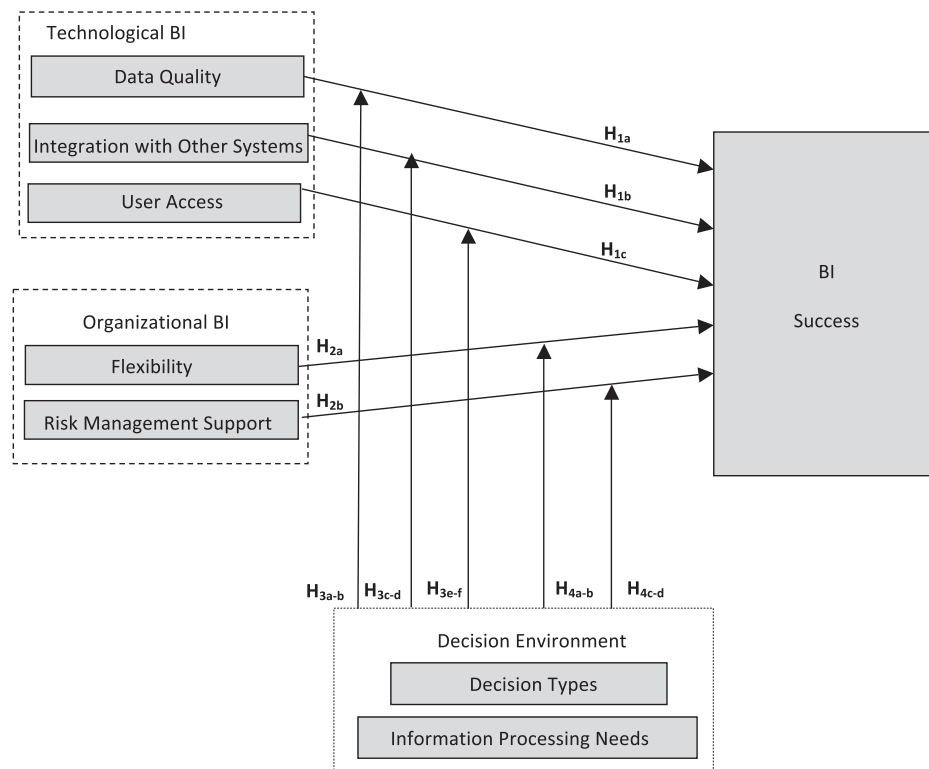 Technological BI
Data Quality
Integration with Other Systems
User Access
H1a
H1b
H1c
BI
Success
Organizational BI
Flexibility
Risk Management Support
H2a
H2b
H3a-b
H3c-d
H3e-f
H4a-b
H4c-d
Decision Environment
Decision Types
Information Processing Needs